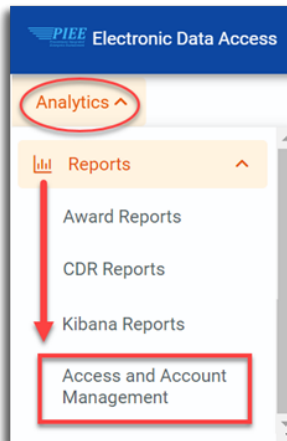 PIEE Electronic Data Access
Analytics
Reports
Award Reports
CDR Reports
Kibana Reports
Access and Account
Management